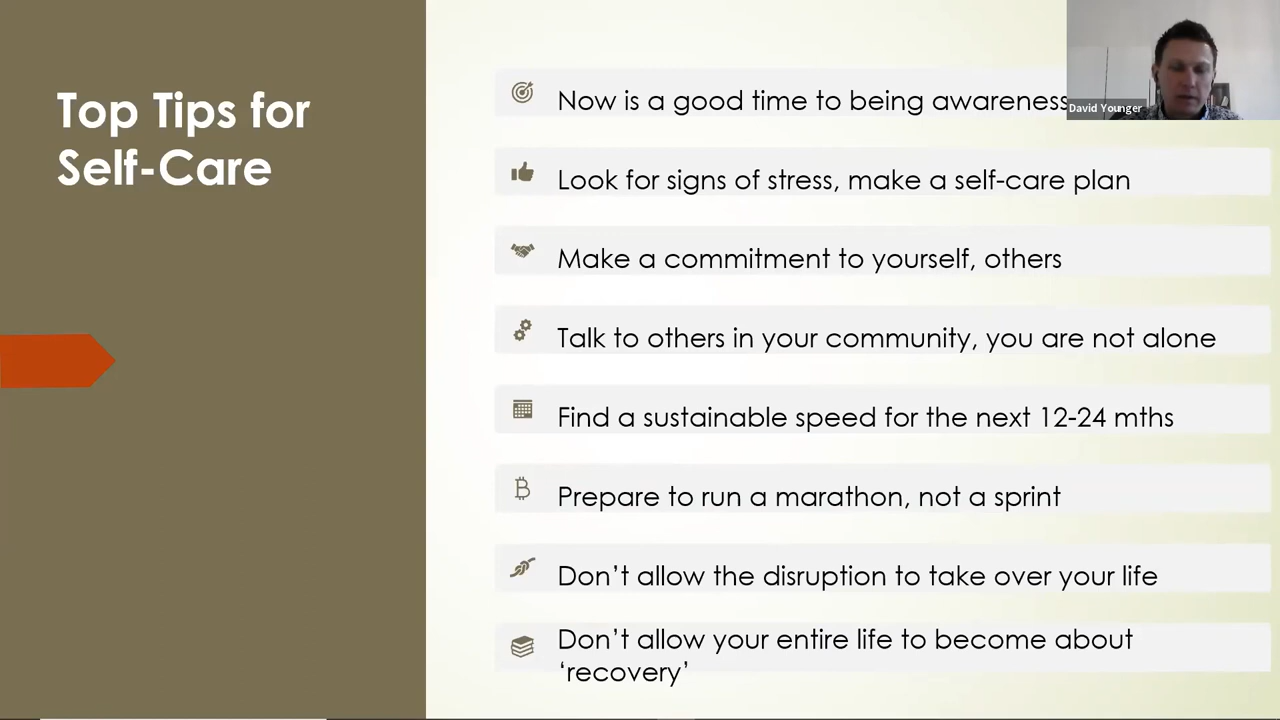 Top Tips for
Self-Care
Now is a good time to being awareness
David Younger
Look for signs of stress, make a self-care plan
Make a commitment to yourself, others
Talk to others in your community, you are not alone
Find a sustainable speed for the next 12-24 mths
Prepare to run a marathon, not a sprint
Don't allow the disruption to take over your life
Don't allow your entire life to become about
‘recovery’